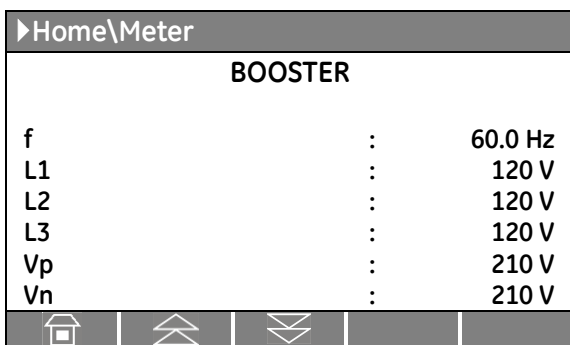 ▶Home\Meter
BOOSTER
f : 60.0 Hz
L1 : 120 V
L2 : 120 V
L3 : 120 V
Vp : 210 V
Vn : 210 V